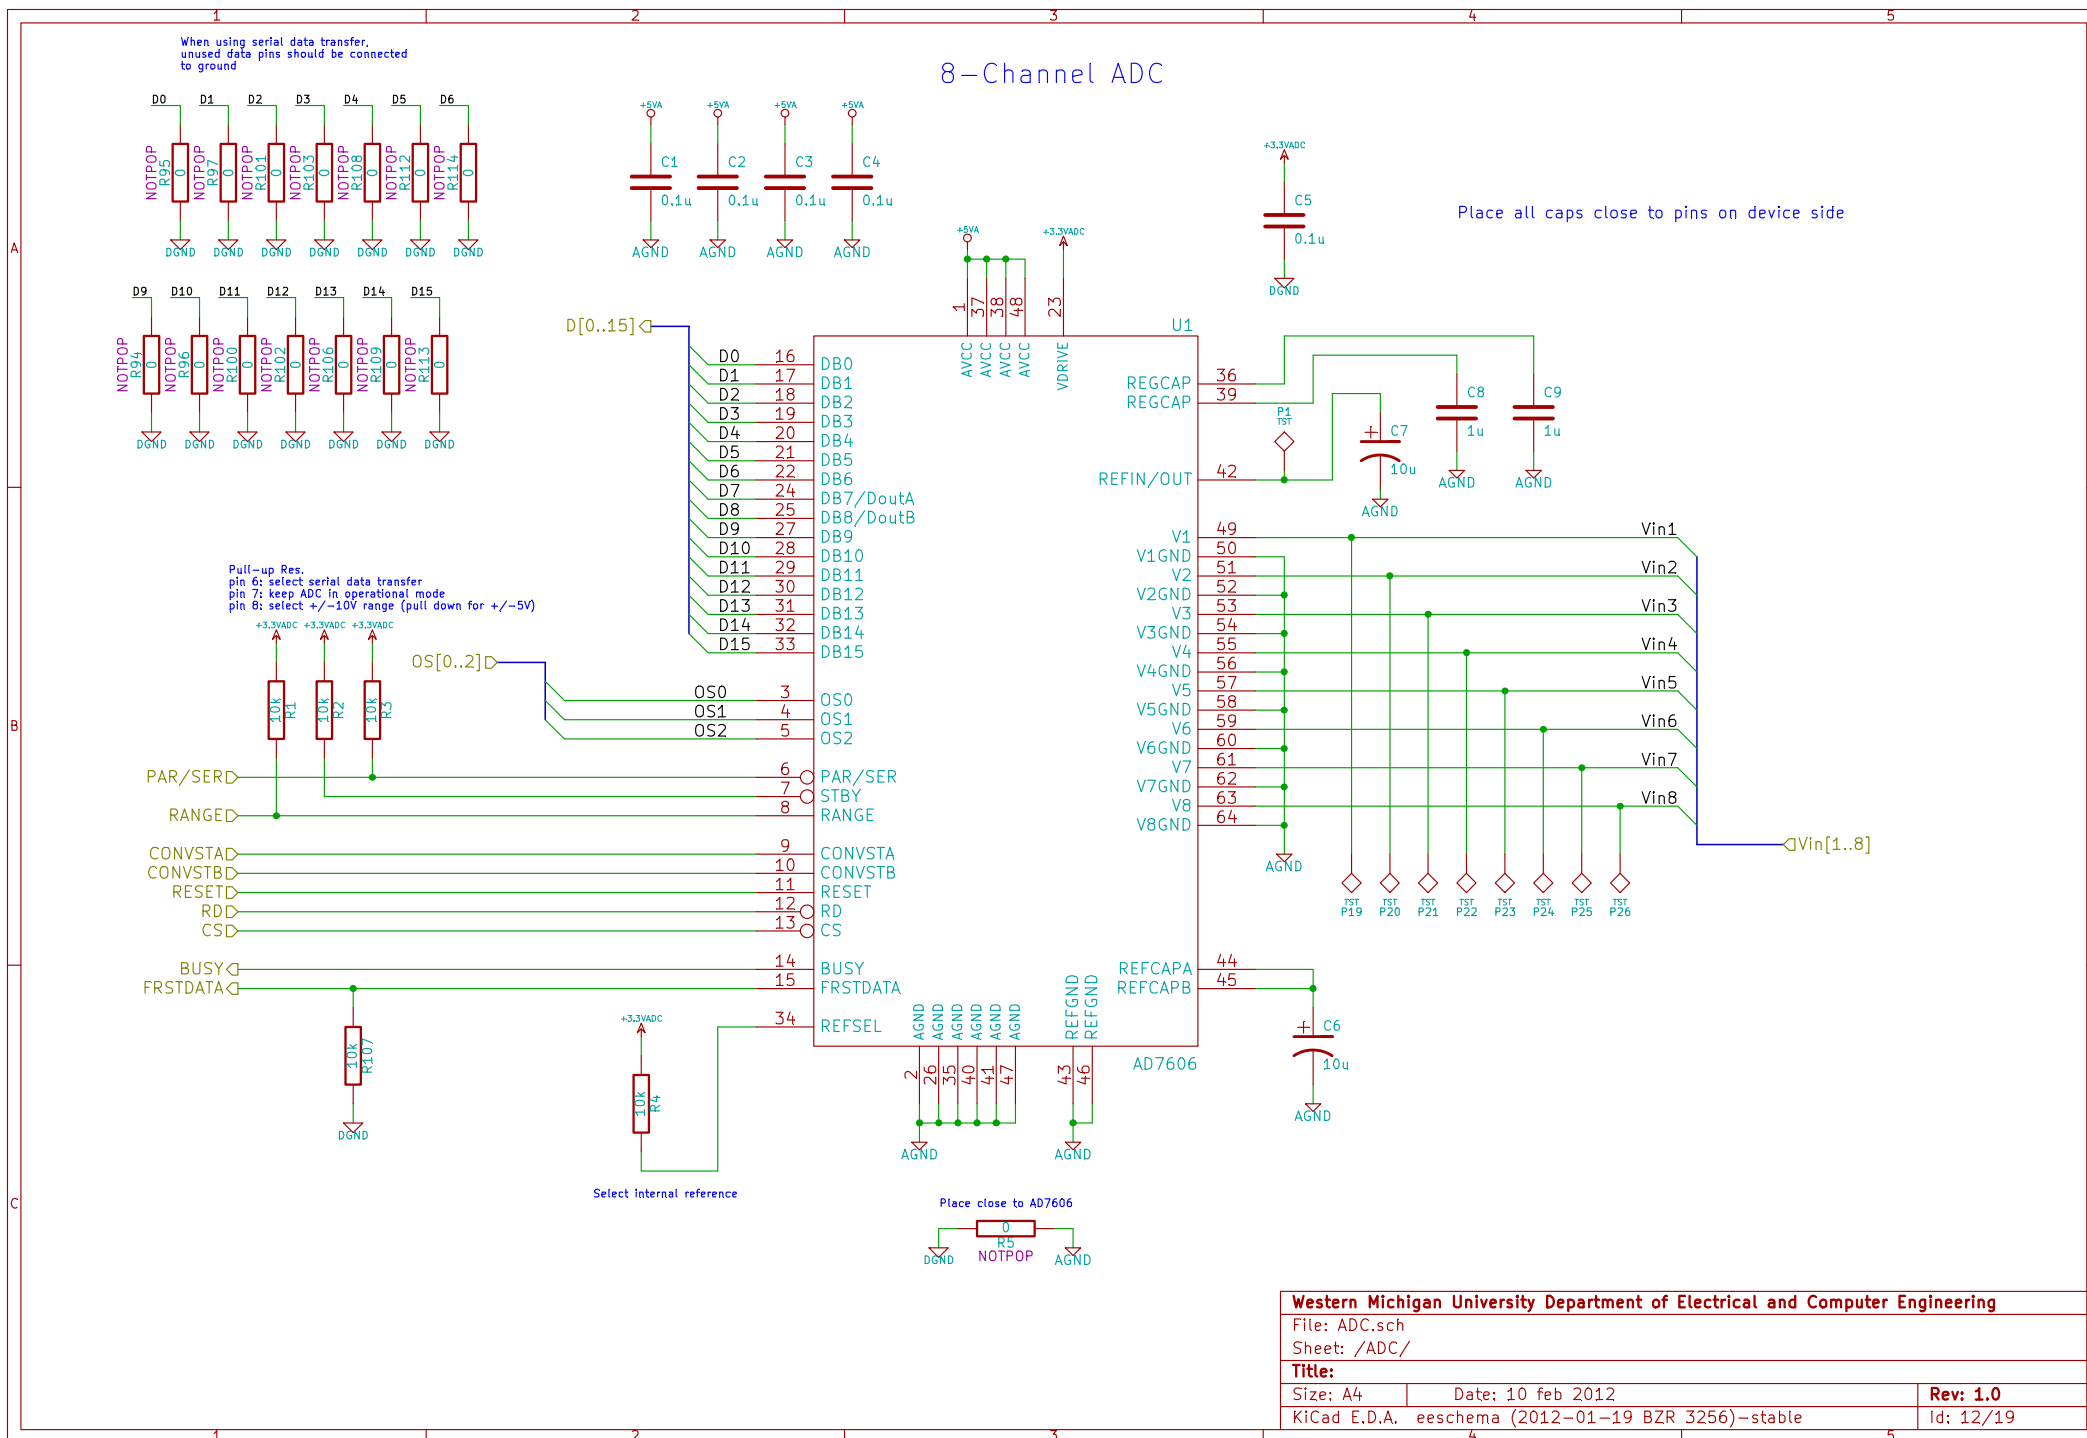 1 2 3 4 5
When using serial data transfer,
unused data pins should be connected
to ground
8-Channel ADC
D0 D1 D2 D3 D4 D5 D6
NOTPOP R95 0 NOTPOP R97 0 NOTPOP R101 0 NOTPOP R103 0 NOTPOP R108 0 NOTPOP R112 0 NOTPOP R114 0
DGND DGND DGND DGND DGND DGND DGND
+5VA +5VA +5VA +5VA
C1 C2 C3 C4
0.1u 0.1u 0.1u 0.1u
AGND AGND AGND AGND
+3.3VADC
C5
0.1u
DGND
Place all caps close to pins on device side
A
D9 D10 D11 D12 D13 D14 D15
NOTPOP R94 0 NOTPOP R96 0 NOTPOP R100 0 NOTPOP R102 0 NOTPOP R106 0 NOTPOP R109 0 NOTPOP R113 0
DGND DGND DGND DGND DGND DGND DGND
+5VA +3.3VADC
1 37 38 48 23
AVCC AVCC AVCC AVCC VDRIVE
U1
D[0..15]
D0 16 DB0
D1 17 DB1
D2 18 DB2
D3 19 DB3
D4 20 DB4
D5 21 DB5
D6 22 DB6
D7 24 DB7/DoutA
D8 25 DB8/DoutB
D9 27 DB9
D10 28 DB10
D11 29 DB11
D12 30 DB12
D13 31 DB13
D14 32 DB14
D15 33 DB15
REGCAP 36
REGCAP 39
REFIN/OUT 42
P1
TST
C7
10u
AGND
C8
1u
AGND
C9
1u
AGND
V1 49 Vin1
V1GND 50
V2 51 Vin2
V2GND 52
V3 53 Vin3
V3GND 54
V4 55 Vin4
V4GND 56
V5 57 Vin5
V5GND 58
V6 59 Vin6
V6GND 60
V7 61 Vin7
V7GND 62
V8 63 Vin8
V8GND 64
AGND
Vin[1..8]
TST TST TST TST TST TST TST TST
P19 P20 P21 P22 P23 P24 P25 P26
Pull-up Res.
pin 6: select serial data transfer
pin 7: keep ADC in operational mode
pin 8: select +/-10V range (pull down for +/-5V)
+3.3VADC +3.3VADC +3.3VADC
10k R1 10k R2 10k R3
B
OS[0..2]
OS0 3 OS0
OS1 4 OS1
OS2 5 OS2
PAR/SER 6 PAR/SER
7 STBY
RANGE 8 RANGE
CONVSTA 9 CONVSTA
CONVSTB 10 CONVSTB
RESET 11 RESET
RD 12 RD
CS 13 CS
BUSY 14 BUSY
FRSTDATA 15 FRSTDATA
34 REFSEL
10k R107
DGND
+3.3VADC
10k R4
Select internal reference
AGND AGND AGND AGND AGND AGND REFGND REFGND
2 26 35 40 41 47 43 46
AGND AGND
REFCAPA 44
REFCAPB 45
AD7606
C6
10u
AGND
C
Place close to AD7606
0
R5
NOTPOP
DGND AGND
Western Michigan University Department of Electrical and Computer Engineering
File: ADC.sch
Sheet: /ADC/
Title:
Size: A4 Date: 10 feb 2012 Rev: 1.0
KiCad E.D.A. eeschema (2012-01-19 BZR 3256)-stable Id: 12/19
1 2 3 4 5